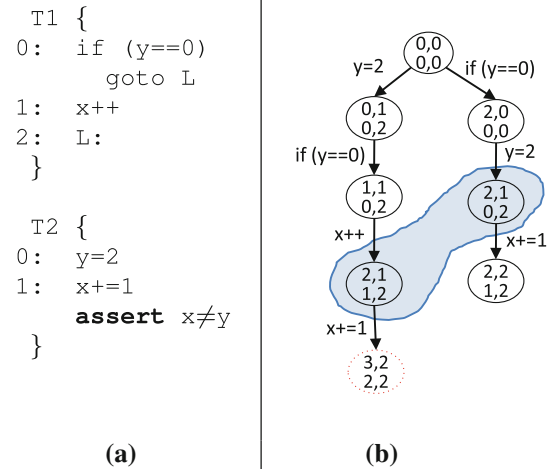 T1 {
0: if (y==0)
goto L
1: x++
2: L:
}
T2 {
0: y=2
1: x+=1
assert x≠y
}
(a)
0,0
0,0
y=2
if (y==0)
0,1
0,2
2,0
0,0
if (y==0)
y=2
1,1
0,2
2,1
0,2
x++
x+=1
2,1
1,2
2,2
1,2
x+=1
3,2
2,2
(b)